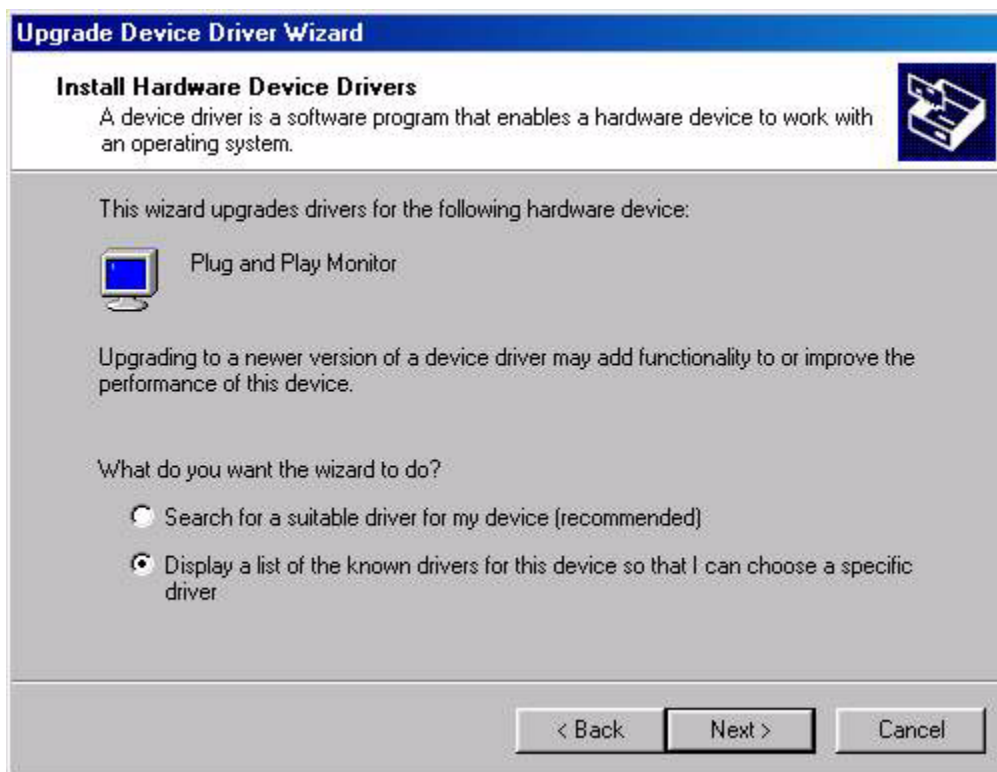 Upgrade Device Driver Wizard
Install Hardware Device Drivers
A device driver is a software program that enables a hardware device to work with
an operating system.
This wizard upgrades drivers for the following hardware device:
Plug and Play Monitor
Upgrading to a newer version of a device driver may add functionality to or improve the
performance of this device.
What do you want the wizard to do?
Search for a suitable driver for my device (recommended)
Display a list of the known drivers for this device so that I can choose a specific
driver
< Back Next > Cancel